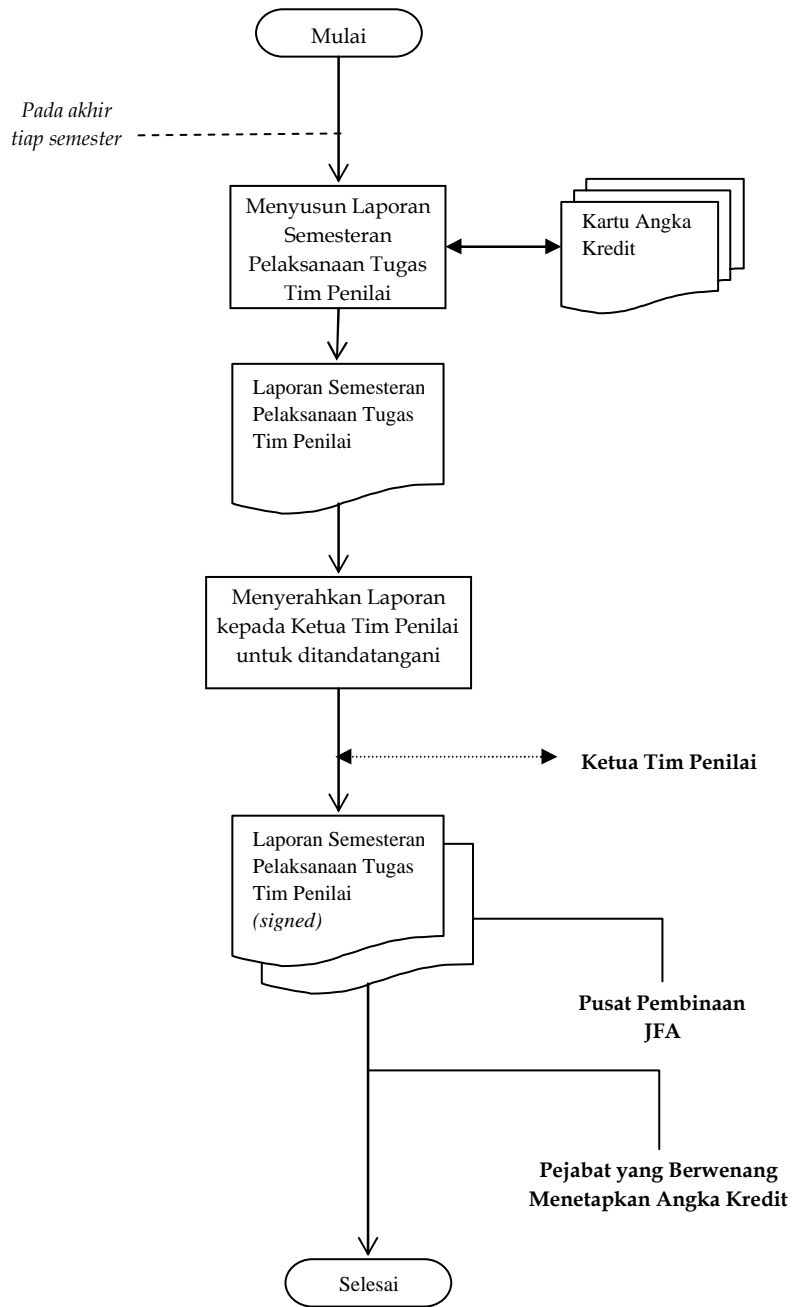 Mulai
Pada akhir
tiap semester
Menyusun Laporan
Semesteran
Pelaksanaan Tugas
Tim Penilai
Kartu Angka
Kredit
Laporan Semesteran
Pelaksanaan Tugas
Tim Penilai
Menyerahkan Laporan
kepada Ketua Tim Penilai
untuk ditandatangani
Ketua Tim Penilai
Laporan Semesteran
Pelaksanaan Tugas
Tim Penilai
(signed)
Pusat Pembinaan
JFA
Pejabat yang Berwenang
Menetapkan Angka Kredit
Selesai